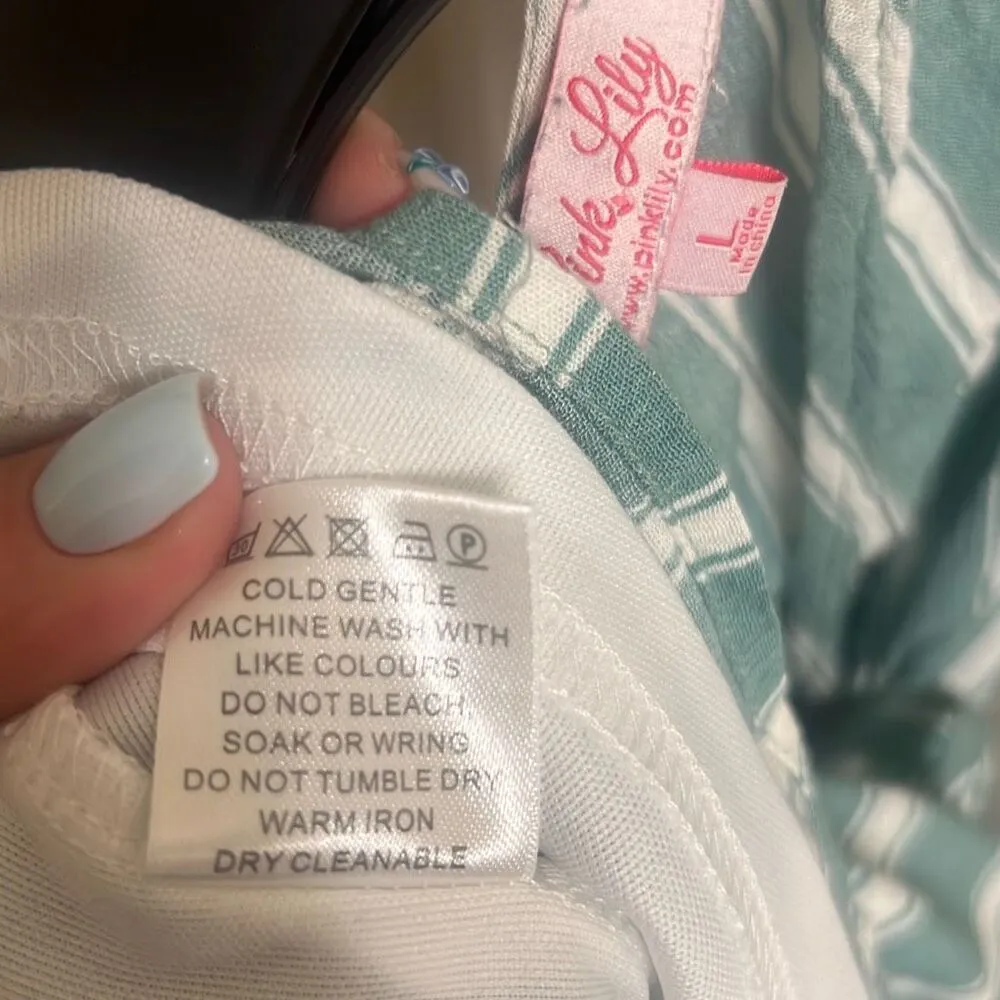 Pink Lily
www.pinklily.com
L
Made
in china
30 P
COLD GENTLE
MACHINE WASH WITH
LIKE COLOURS
DO NOT BLEACH,
SOAK OR WRING
DO NOT TUMBLE DRY
WARM IRON
DRY CLEANABLE